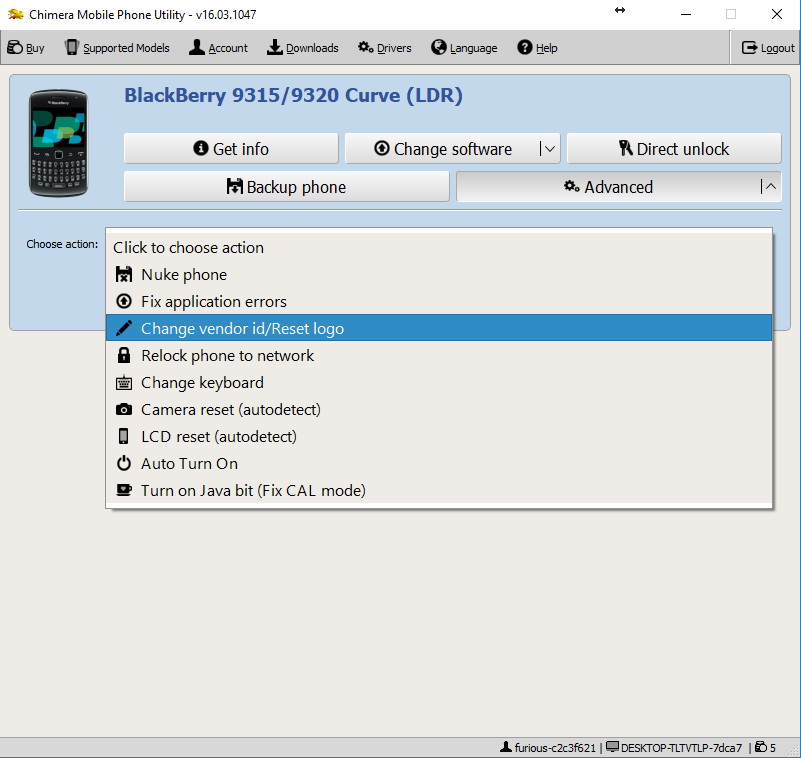 Chimera Mobile Phone Utility - v16.03.1047
Buy Supported Models Account Downloads Drivers Language Help Logout
BlackBerry 9315/9320 Curve (LDR)
Get info Change software Direct unlock
Backup phone Advanced
Choose action:
Click to choose action
Nuke phone
Fix application errors
Change vendor id/Reset logo
Relock phone to network
Change keyboard
Camera reset (autodetect)
LCD reset (autodetect)
Auto Turn On
Turn on Java bit (Fix CAL mode)
furious-c2c3f621 | DESKTOP-TLTVTLP-7dca7 | 5